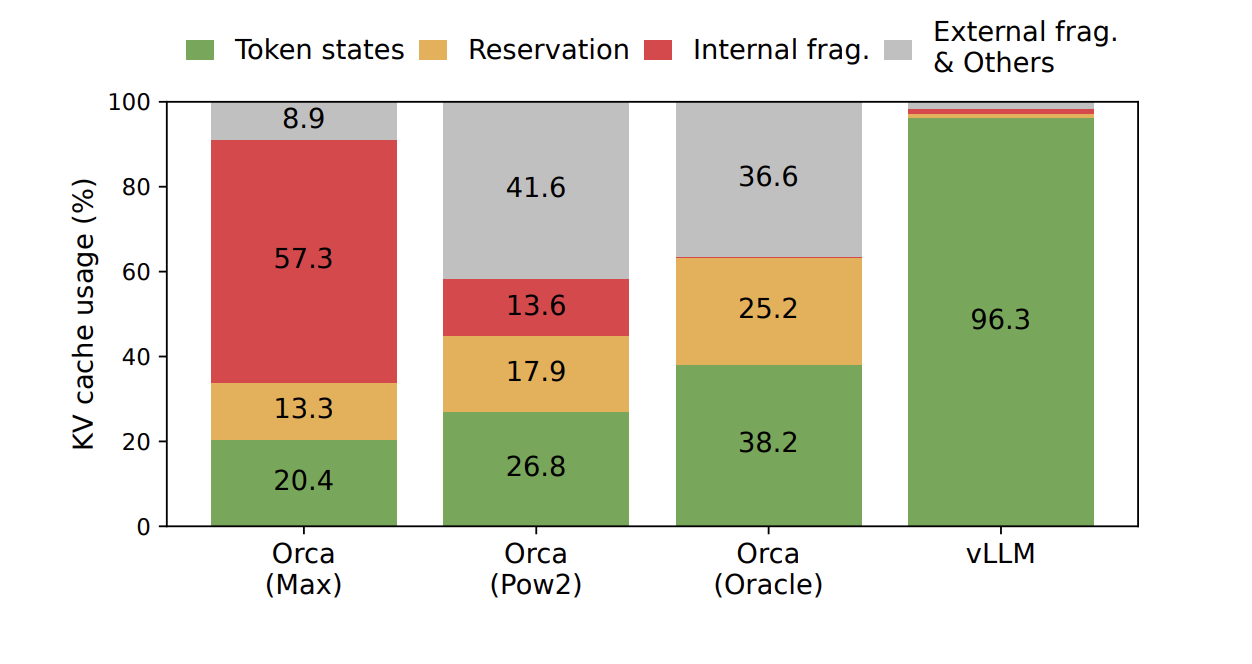 Token states
Reservation
Internal frag.
External frag.
& Others
KV cache usage (%)
100
80
60
40
20
0
8.9
57.3
13.3
20.4
41.6
13.6
17.9
26.8
36.6
25.2
38.2
96.3
Orca
(Max)
Orca
(Pow2)
Orca
(Oracle)
vLLM